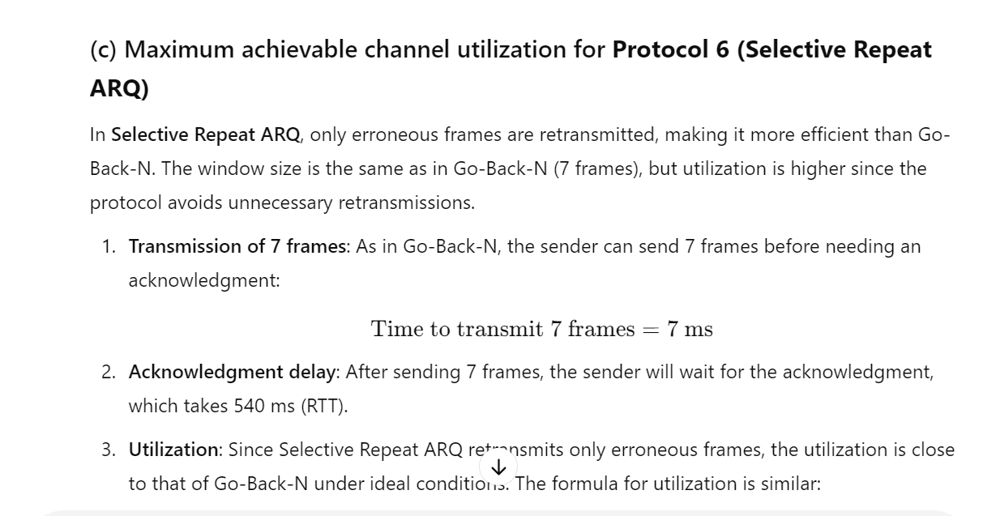 (c) Maximum achievable channel utilization for Protocol 6 (Selective Repeat
ARQ)
In Selective Repeat ARQ, only erroneous frames are retransmitted, making it more efficient than Go-
Back-N. The window size is the same as in Go-Back-N (7 frames), but utilization is higher since the
protocol avoids unnecessary retransmissions.
1. Transmission of 7 frames: As in Go-Back-N, the sender can send 7 frames before needing an
acknowledgment:
Time to transmit 7 frames = 7 ms
2. Acknowledgment delay: After sending 7 frames, the sender will wait for the acknowledgment,
which takes 540 ms (RTT).
3. Utilization: Since Selective Repeat ARQ retransmits only erroneous frames, the utilization is close
to that of Go-Back-N under ideal conditions. The formula for utilization is similar: